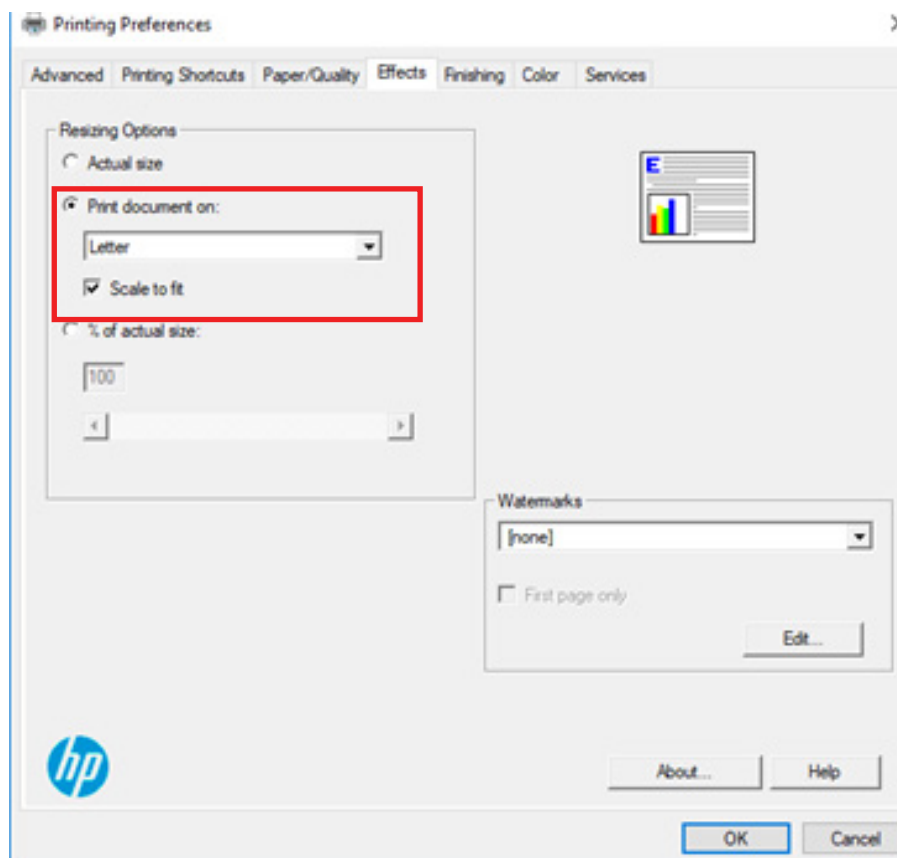 Printing Preferences
Advanced Printing Shortcuts Paper/Quality Effects Finishing Color Services
Resizing Options
Actual size
Print document on:
Letter
Scale to fit
% of actual size:
100
E
Watermarks
[none]
First page only
Edit...
hp
About... Help
OK Cancel